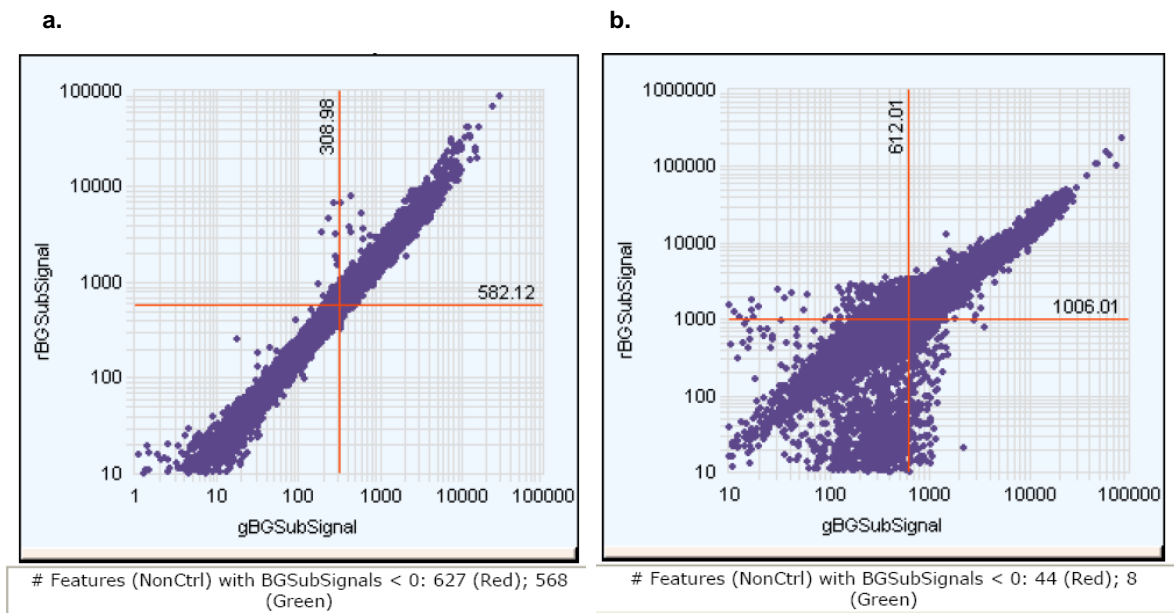 a.
b.
100000
10000
1000
100
10
rBGSubSignal
308.98
582.12
1 10 100 1000 10000 100000
gBGSubSignal
# Features (NonCtrl) with BGSubSignals < 0: 627 (Red); 568
(Green)
1000000
100000
10000
1000
100
10
rBGSubSignal
612.01
1006.01
10 100 1000 10000 100000
gBGSubSignal
# Features (NonCtrl) with BGSubSignals < 0: 44 (Red); 8
(Green)